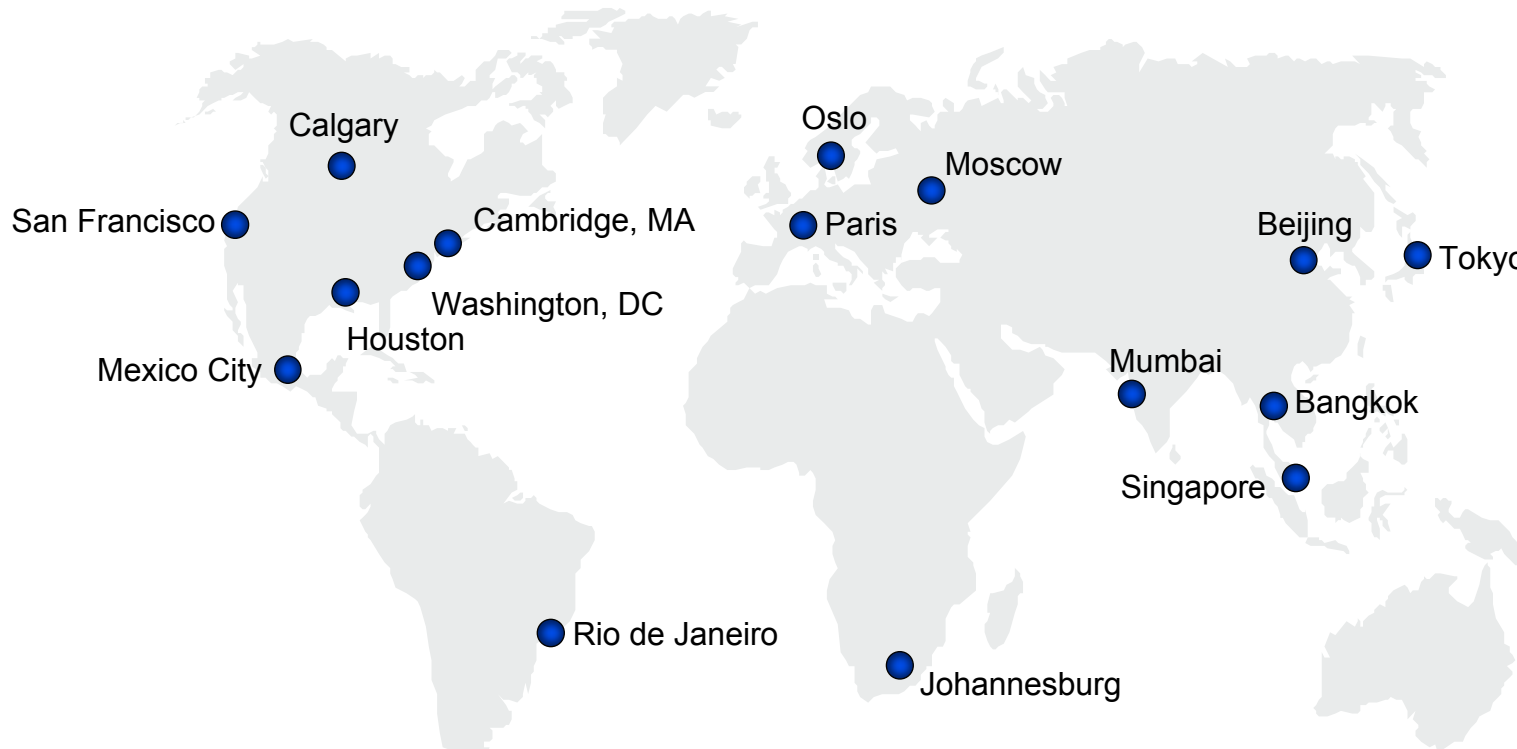 Calgary
Oslo
Moscow
San Francisco
Cambridge, MA
Paris
Beijing
Tokyo
Washington, DC
Houston
Mexico City
Mumbai
Bangkok
Singapore
Rio de Janeiro
Johannesburg